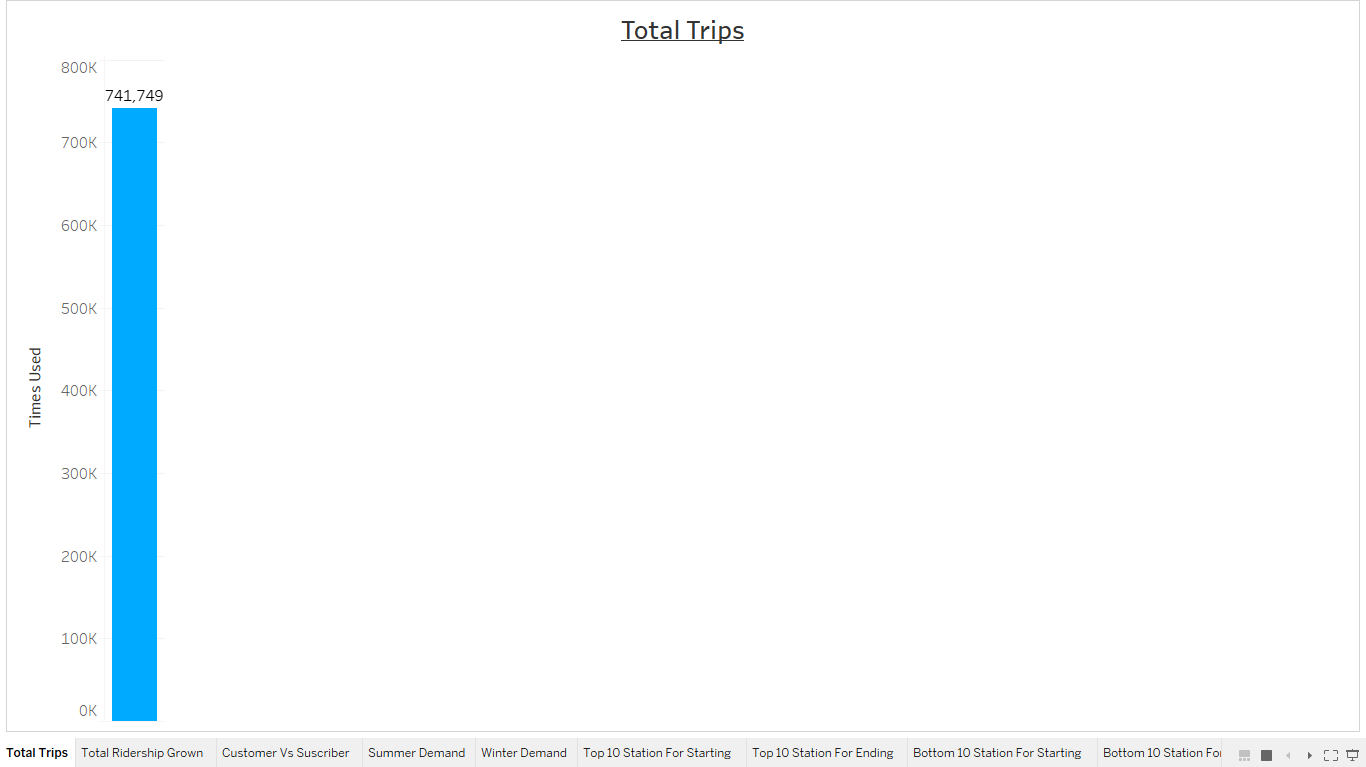 Total Trips
800K
741,749
700K
600K
500K
Times Used
400K
300K
200K
100K
0K
Total Trips
Total Ridership Grown
Customer Vs Suscriber
Summer Demand
Winter Demand
Top 10 Station For Starting
Top 10 Station For Ending
Bottom 10 Station For Starting
Bottom 10 Station For